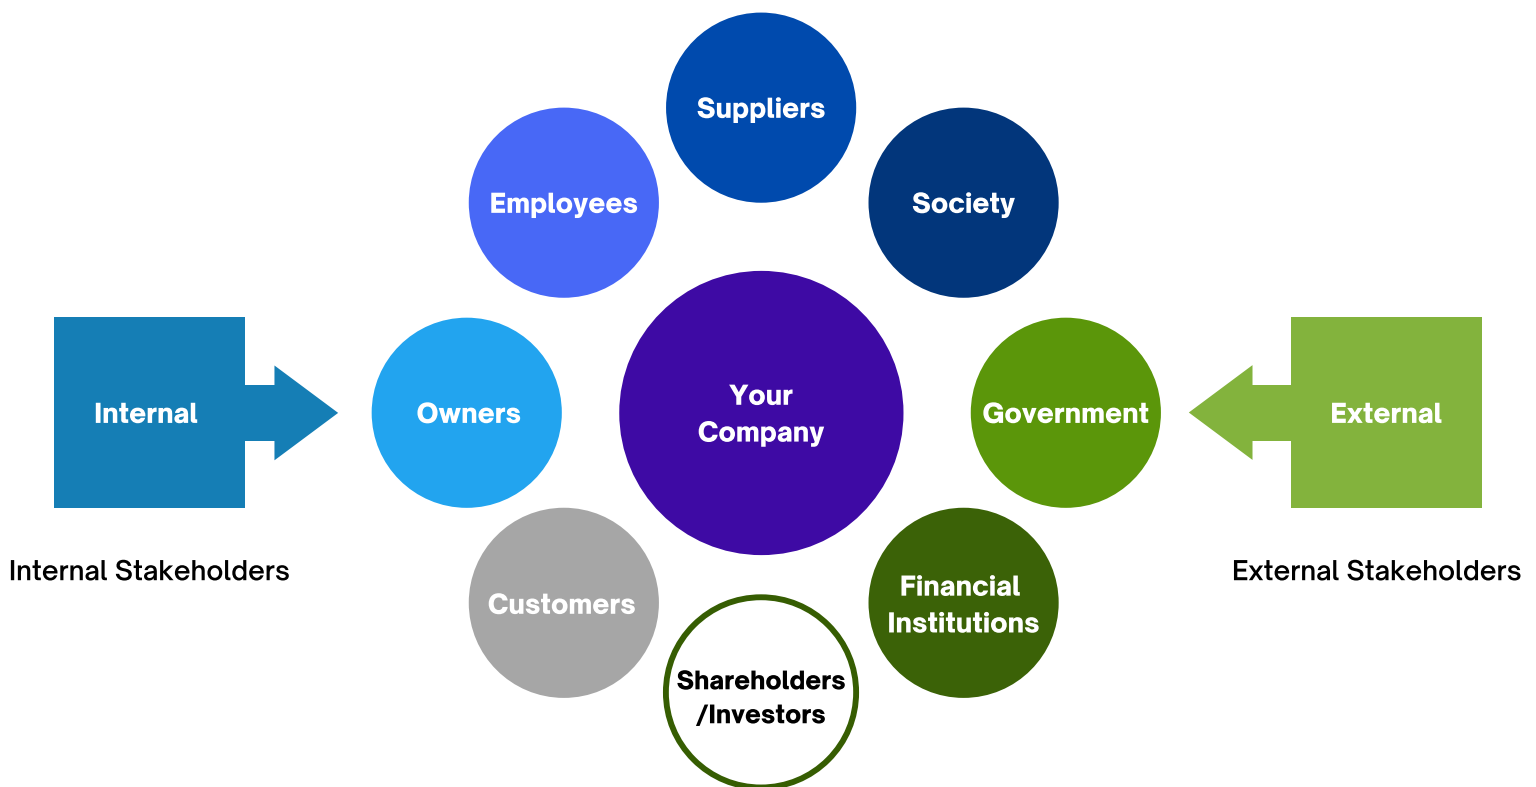 Suppliers
Employees
Society
Your
Company
Internal
Owners
Government
External
Internal Stakeholders
External Stakeholders
Customers
Financial
Institutions
Shareholders
/Investors